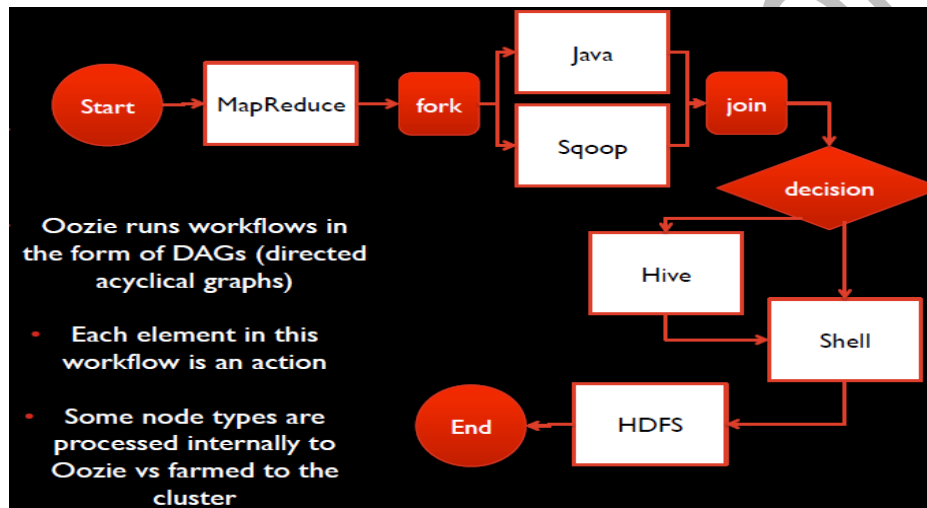 Start
MapReduce
fork
Java
Sqoop
join
decision
Hive
Shell
HDFS
End
Oozie runs workflows in
the form of DAGs (directed
acyclical graphs)
• Each element in this
workflow is an action
• Some node types are
processed internally to
Oozie vs farmed to the
cluster